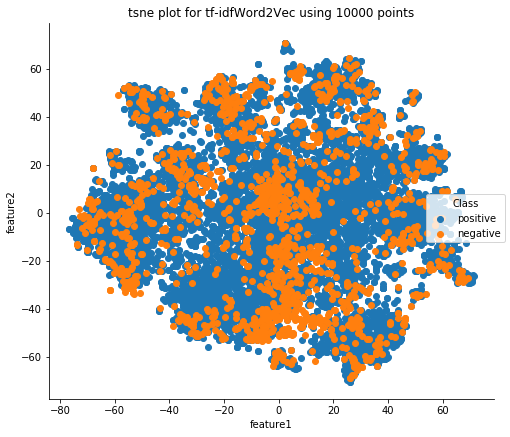 tsne plot for tf-idfWord2Vec using 10000 points
60
40
20
0
−20
−40
−60
feature2
−80
−60
−40
−20
0
20
40
60
feature1
Class
positive
negative